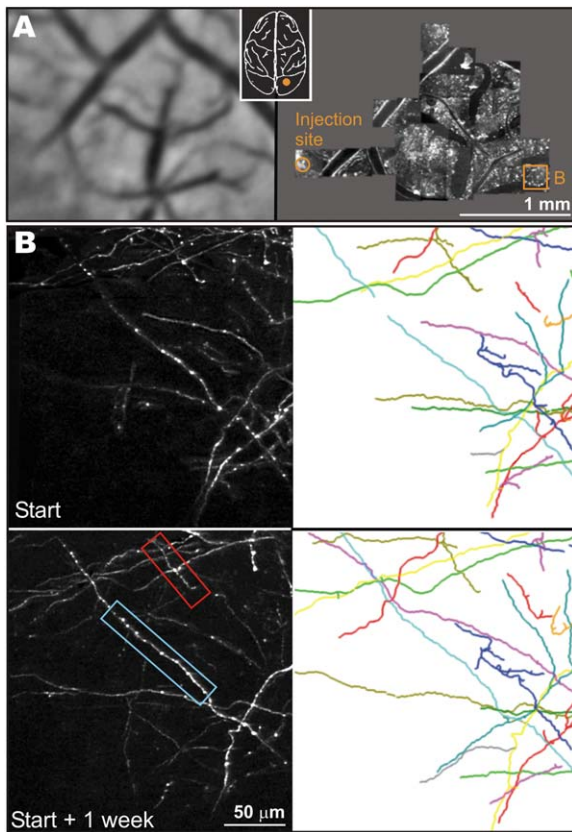 A
Injection
site
B
1 mm
B
Start
Start + 1 week
50 μm